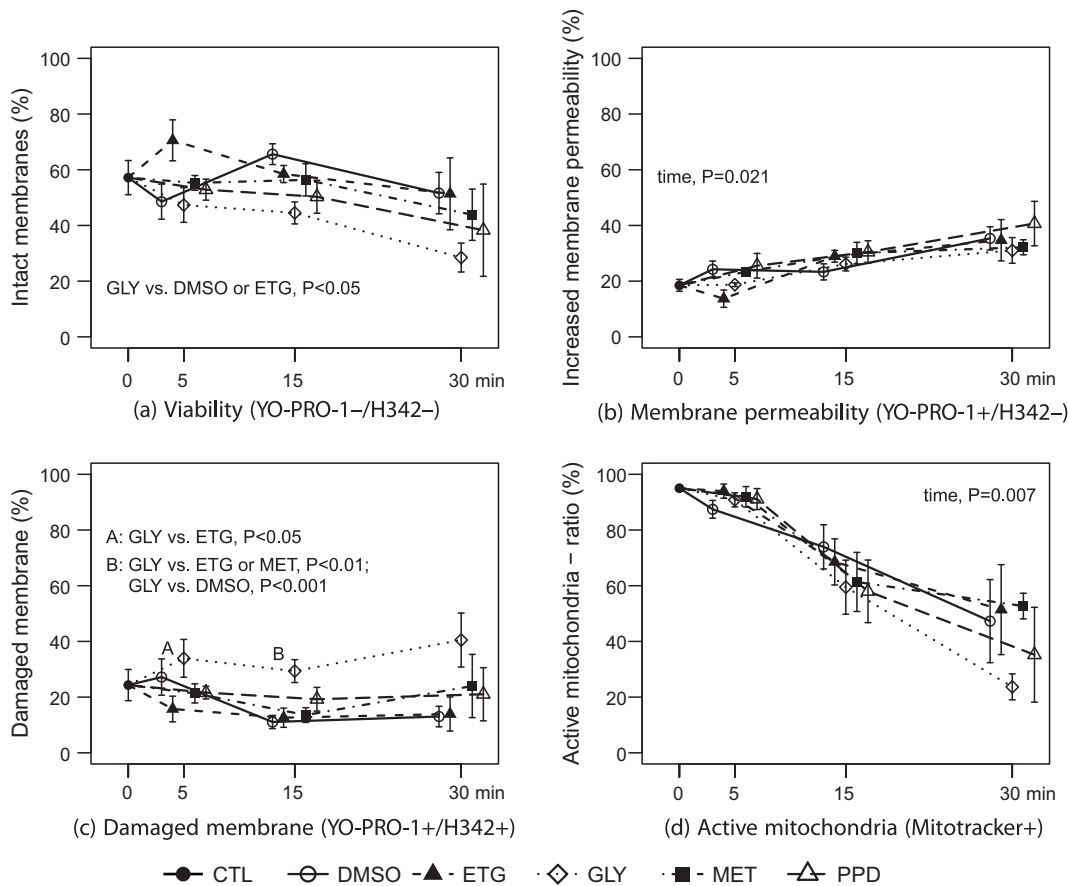 Intact membranes (%)
100
80
60
40
20
0
GLY vs. DMSO or ETG, P<0.05
0 5 15 30 min
(a) Viability (YO-PRO-1−/H342−)
Increased membrane permeability (%)
100
80
60
40
20
0
time, P=0.021
0 5 15 30 min
(b) Membrane permeability (YO-PRO-1+/H342−)
Damaged membrane (%)
100
80
60
40
20
0
A: GLY vs. ETG, P<0.05
B: GLY vs. ETG or MET, P<0.01;
GLY vs. DMSO, P<0.001
A
B
0 5 15 30 min
(c) Damaged membrane (YO-PRO-1+/H342+)
Active mitochondria − ratio (%)
100
80
60
40
20
0
time, P=0.007
0 5 15 30 min
(d) Active mitochondria (Mitotracker+)
CTL DMSO ETG GLY MET PPD